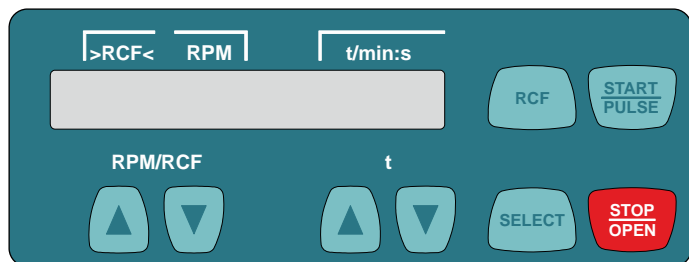 >RCF< RPM t/min:s
RCF
START
PULSE
RPM/RCF t
SELECT
STOP
OPEN